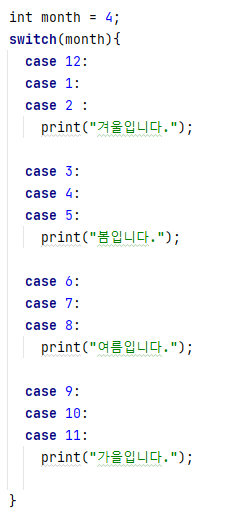 int month = 4;
switch(month){
case 12:
case 1:
case 2 :
print("겨울입니다.");
case 3:
case 4:
case 5:
print("봄입니다.");
case 6:
case 7:
case 8:
print("여름입니다.");
case 9:
case 10:
case 11:
print("가을입니다.");
}